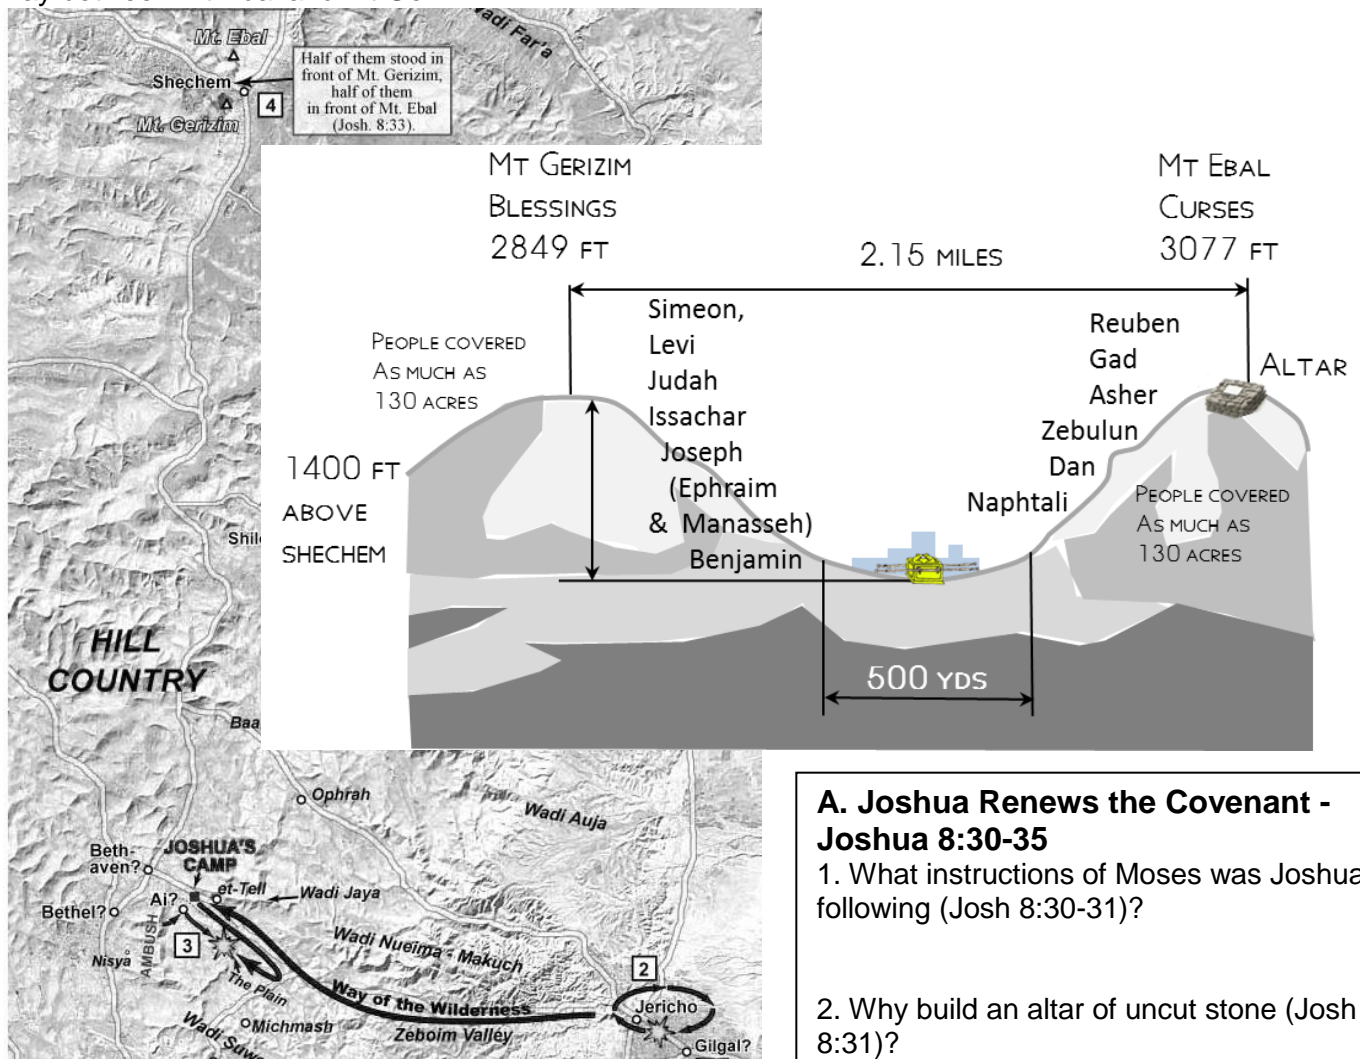 Mt. Ebal
Wadi Far'a
Shechem
Mt. Gerizim
4
Half of them stood in
front of Mt. Gerizim,
half of them
in front of Mt. Ebal
(Josh. 8:33).
MT GERIZIM
BLESSINGS
2849 FT
MT EBAL
CURSES
3077 FT
2.15 MILES
PEOPLE COVERED
AS MUCH AS
130 ACRES
Simeon,
Levi
Judah
Issachar
Joseph
(Ephraim
& Manasseh)
Benjamin
Reuben
Gad
Asher
Zebulun
Dan
Naphtali
ALTAR
1400 FT
ABOVE
SHECHEM
PEOPLE COVERED
AS MUCH AS
130 ACRES
500 YDS
HILL
COUNTRY
Ophrah
Wadi Auja
Beth-
aven?
JOSHUA'S
CAMP
et-Tell
Wadi Jaya
Ai?
Bethel?
AMBUSH
3
Nisya
The Plain
Wadi Nueima - Makuch
Way of the Wilderness
2
Jericho
Michmash
Zeboim Valley
Gilgal?
A. Joshua Renews the Covenant -
Joshua 8:30-35
1. What instructions of Moses was Joshua
following (Josh 8:30-31)?
2. Why build an altar of uncut stone (Josh
8:31)?